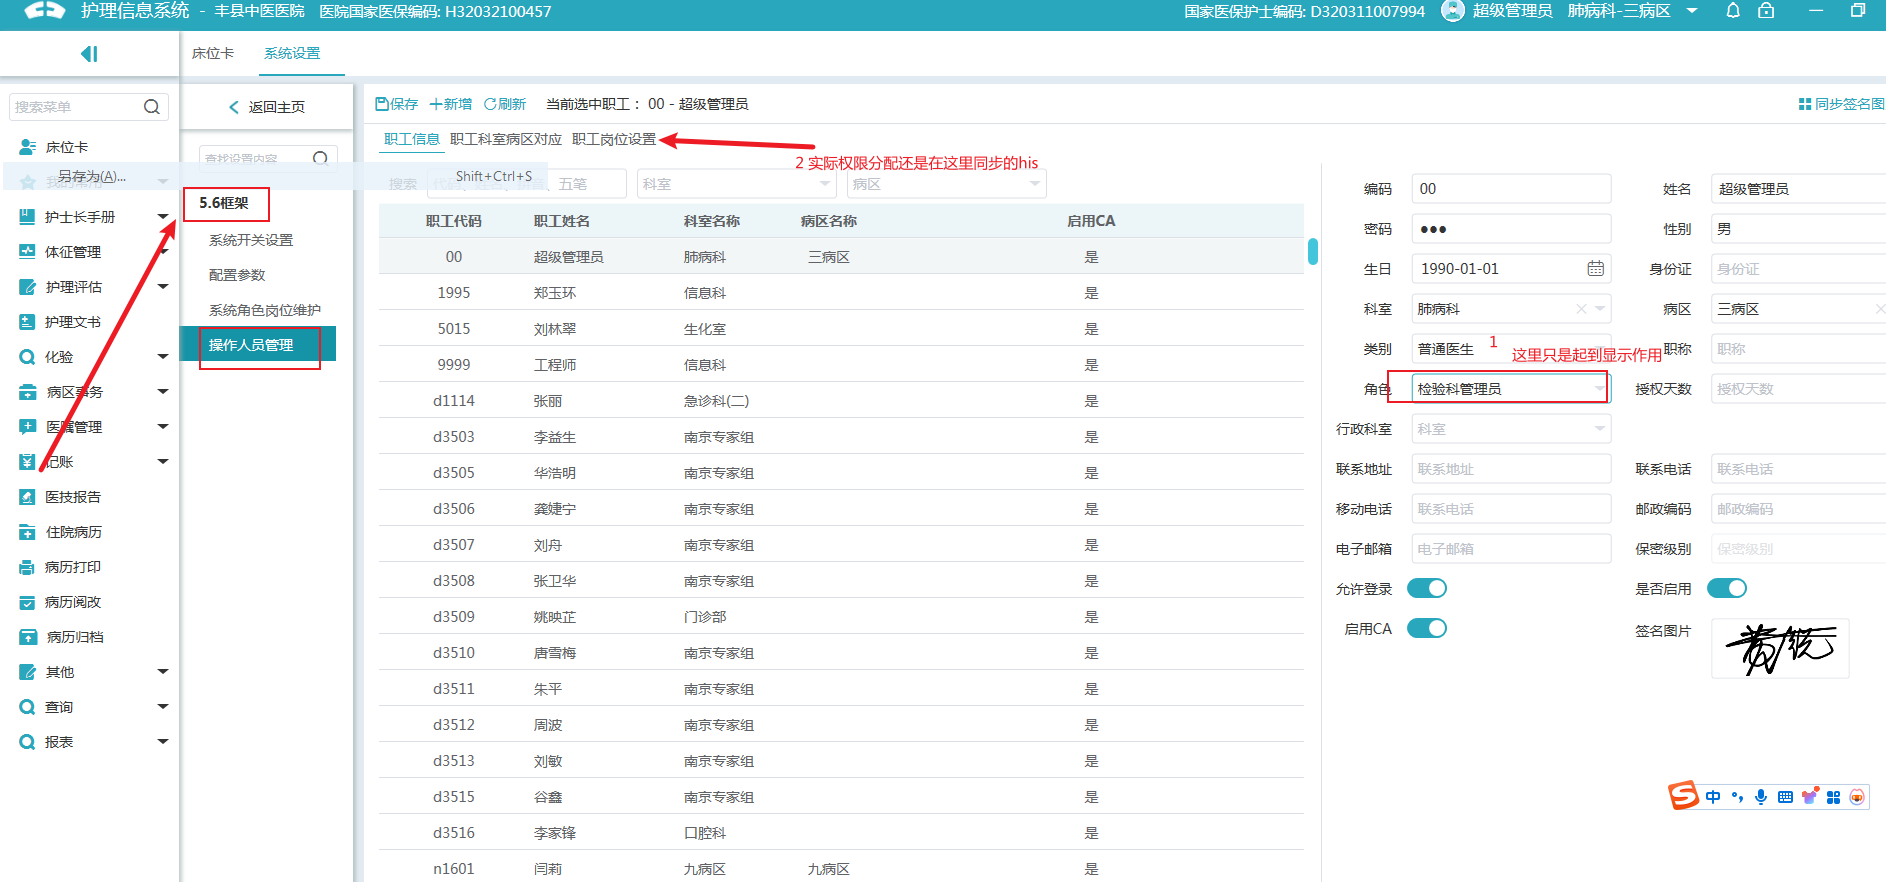 护理信息系统 - 丰县中医医院 医院国家医保编码: H32032100457 国家医保护士编码: D320311007994 超级管理员 肺病科-三病区
床位卡 系统设置
搜索菜单
床位卡
另存为(A)... Shift+Ctrl+S
护士长手册
体征管理
护理评估
护理文书
化验
病区事务
医嘱管理
记账
医技报告
住院病历
病历打印
病历阅改
病历归档
其他
查询
报表
返回主页
查找设置内容
5.6框架
系统开关设置
配置参数
系统角色岗位维护
操作人员管理
保存 新增 刷新 当前选中职工： 00 - 超级管理员 同步签名图
职工信息 职工科室病区对应 职工岗位设置
2 实际权限分配还是在这里同步的his
搜索 五笔 科室 病区
职工代码 职工姓名 科室名称 病区名称 启用CA
00 超级管理员 肺病科 三病区 是
1995 郑玉环 信息科 是
5015 刘林翠 生化室 是
9999 工程师 信息科 是
d1114 张丽 急诊科(二) 是
d3503 李益生 南京专家组 是
d3505 华浩明 南京专家组 是
d3506 龚婕宁 南京专家组 是
d3507 刘舟 南京专家组 是
d3508 张卫华 南京专家组 是
d3509 姚映芷 门诊部 是
d3510 唐雪梅 南京专家组 是
d3511 朱平 南京专家组 是
d3512 周波 南京专家组 是
d3513 刘敏 南京专家组 是
d3515 谷鑫 南京专家组 是
d3516 李家锋 口腔科 是
n1601 闫莉 九病区 九病区 是
编码 00 姓名 超级管理员
密码 ●●● 性别 男
生日 1990-01-01 身份证 身份证
科室 肺病科 病区 三病区
类别 普通医生 1 这里只是起到显示作用 职称 职称
角色 检验科管理员 授权天数 授权天数
行政科室 科室
联系地址 联系地址 联系电话 联系电话
移动电话 联系电话 邮政编码 邮政编码
电子邮箱 电子邮箱 保密级别 保密级别
允许登录 是否启用
启用CA 签名图片
中